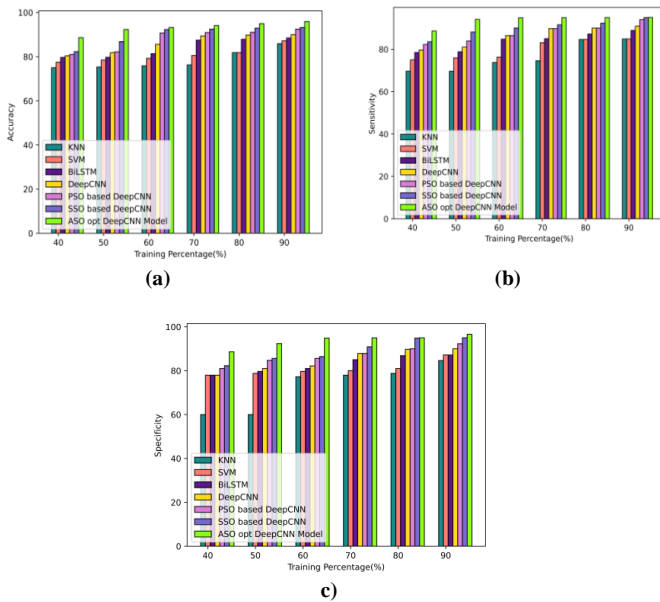 100
80
60
40
20
0
Accuracy
KNN
SVM
BiLSTM
DeepCNN
PSO based DeepCNN
SSO based DeepCNN
ASO opt DeepCNN Model
40 50 60 70 80 90
Training Percentage(%)
(a)
80
60
40
20
0
Sensitivity
KNN
SVM
BiLSTM
DeepCNN
PSO based DeepCNN
SSO based DeepCNN
ASO opt DeepCNN Model
40 50 60 70 80 90
Training Percentage(%)
(b)
100
80
60
40
20
0
Specificity
KNN
SVM
BiLSTM
DeepCNN
PSO based DeepCNN
SSO based DeepCNN
ASO opt DeepCNN Model
40 50 60 70 80 90
Training Percentage(%)
c)